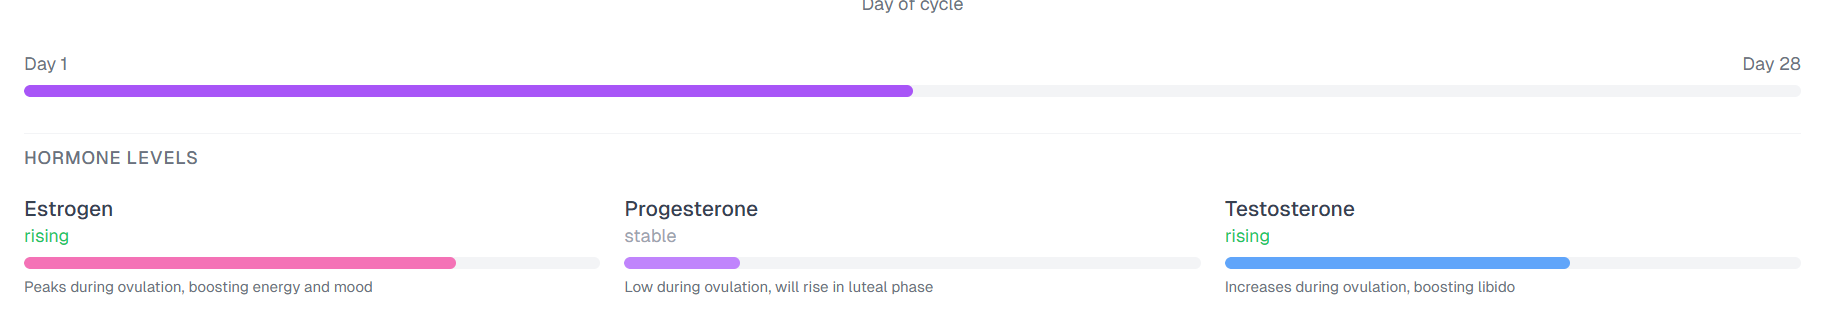 Day of cycle
Day 1
Day 28
HORMONE LEVELS
Estrogen
rising
Peaks during ovulation, boosting energy and mood
Progesterone
stable
Low during ovulation, will rise in luteal phase
Testosterone
rising
Increases during ovulation, boosting libido